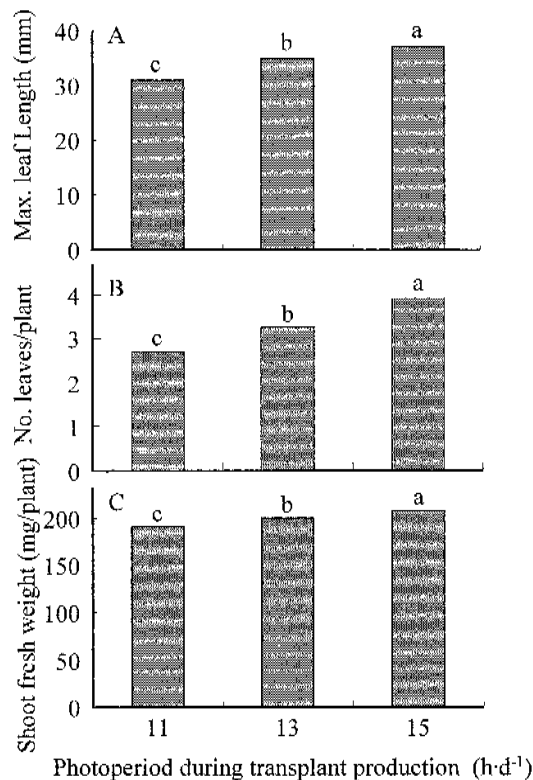 Max. leaf Length (mm)
40
30
20
10
0
A
c
b
a
No. leaves/plant
4
3
2
1
0
B
c
b
a
Shoot fresh weight (mg/plant)
200
150
100
50
0
C
c
b
a
11
13
15
Photoperiod during transplant production (h·d⁻¹)